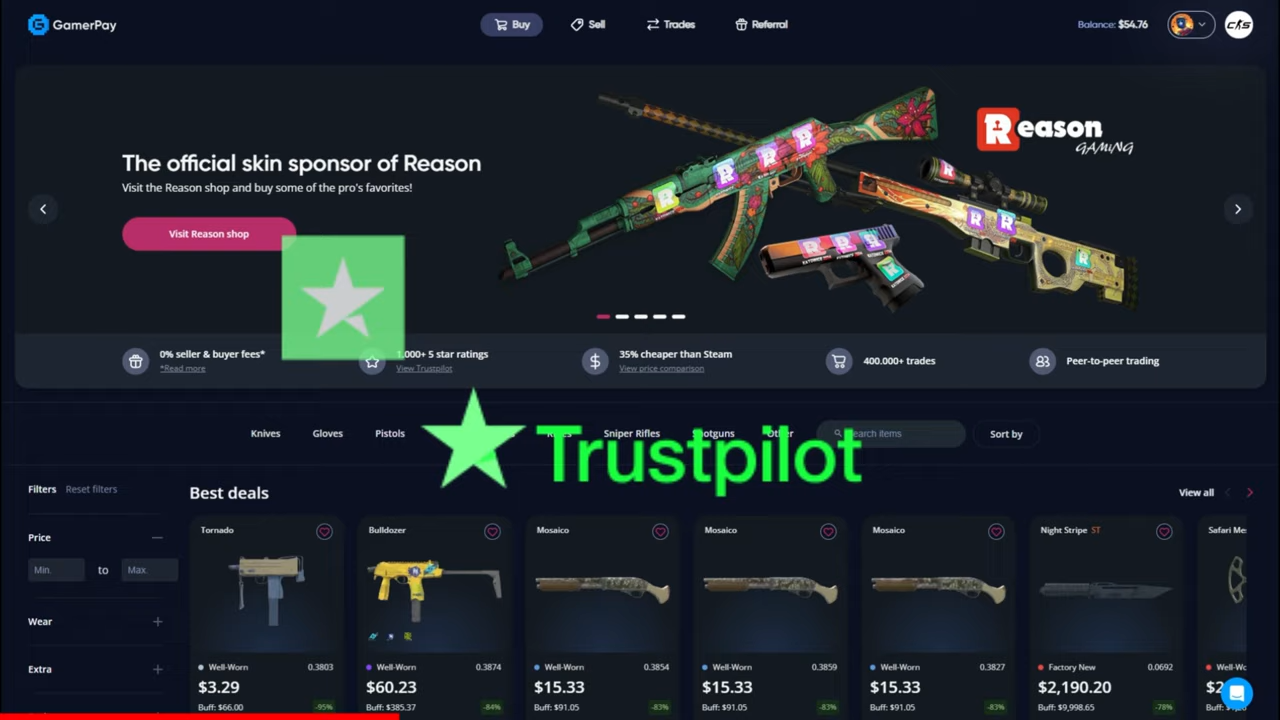 GamerPay
Buy
Sell
Trades
Referral
Balance: $54.76
The official skin sponsor of Reason
Visit the Reason shop and buy some of the pro's favorites!
Visit Reason shop
Reason
GAMING
0% seller & buyer fees*
*Read more
1.000+ 5 star ratings
View Trustpilot
35% cheaper than Steam
View price comparison
400.000+ trades
Peer-to-peer trading
Knives
Gloves
Pistols
Sniper Rifles
Shotguns
Other
Search items
Sort by
Trustpilot
Filters
Reset filters
Best deals
View all
Price
Min.
to
Max.
Wear
Extra
Tornado
Well-Worn
0.3803
$3.29
Buff: $66.00
-95%
Bulldozer
Well-Worn
0.3874
$60.23
Buff: $385.37
-84%
Mosaico
Well-Worn
0.3854
$15.33
Buff: $91.05
-83%
Mosaico
Well-Worn
0.3859
$15.33
Buff: $91.05
-83%
Mosaico
Well-Worn
0.3827
$15.33
Buff: $91.05
-83%
Night Stripe ST
Factory New
0.0692
$2,190.20
Buff: $9,998.65
-78%
Safari Me
Well-Wo